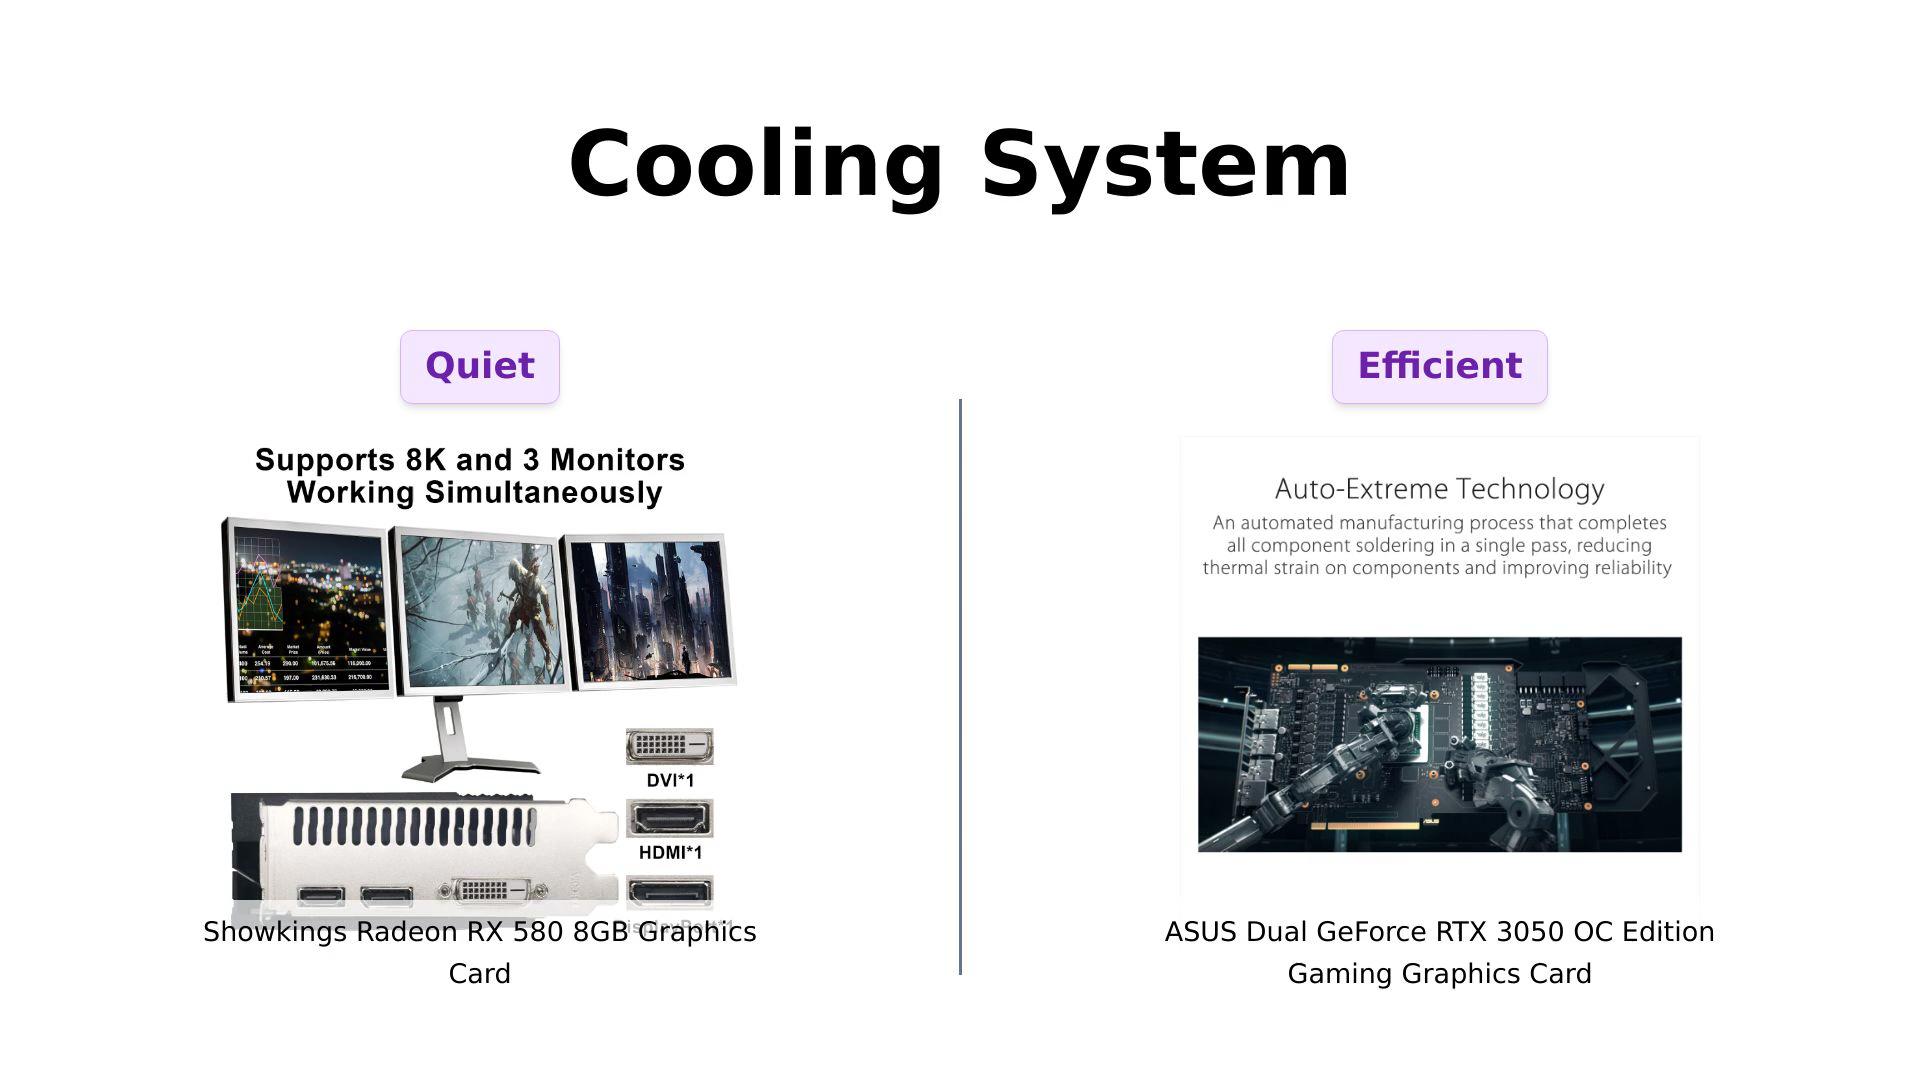 Cooling System
Quiet
Supports 8K and 3 Monitors
Working Simultaneously
DVI*1
HDMI*1
DisplayPort*1
Showkings Radeon RX 580 8GB Graphics
Card
Efficient
Auto-Extreme Technology
An automated manufacturing process that completes
all component soldering in a single pass, reducing
thermal strain on components and improving reliability
ASUS Dual GeForce RTX 3050 OC Edition
Gaming Graphics Card